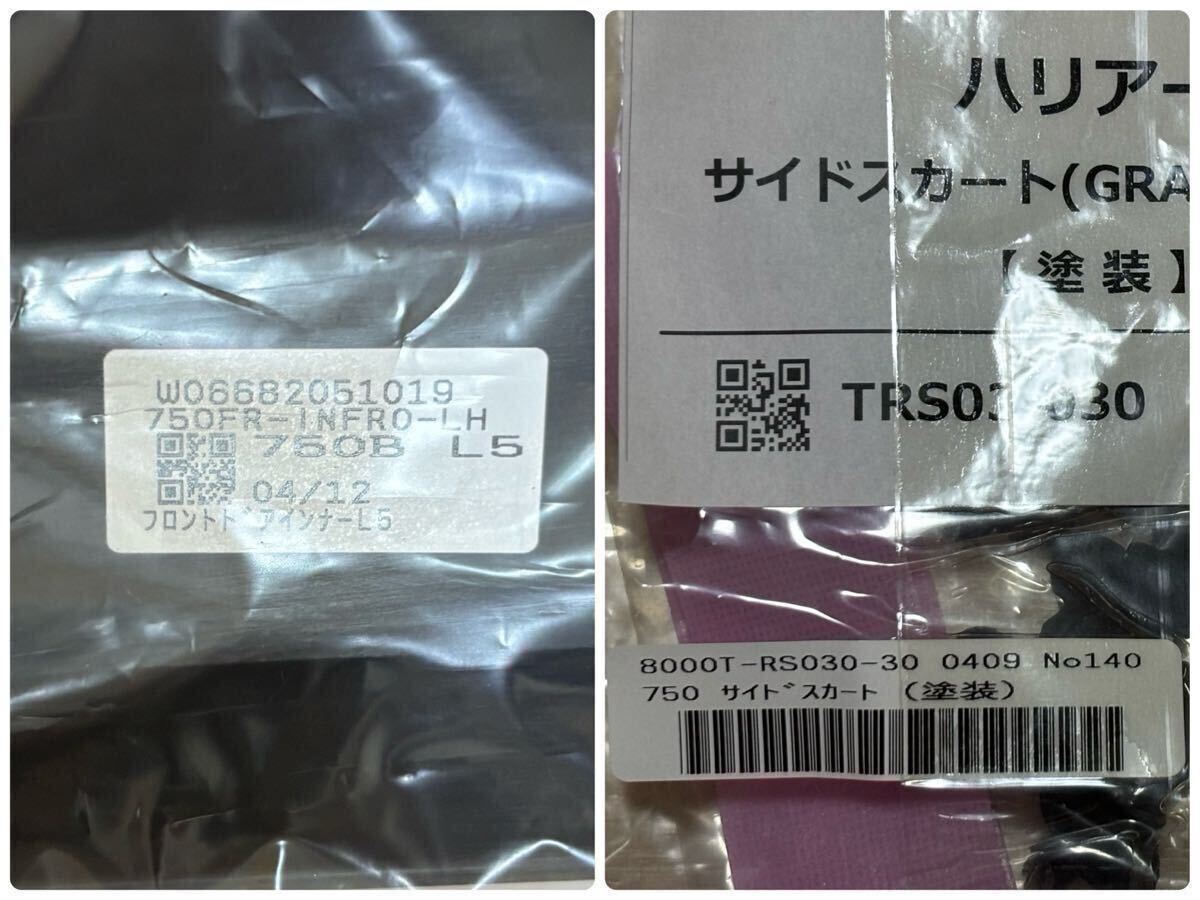 W06682051019
750FR-INFRO-LH
750B L5
04/12
フロントドアインナーL5
ハリアー
サイドスカート(GRA
【塗装】
TRS03 030
8000T-RS030-30 0409 No140
750 サイドスカート (塗装)